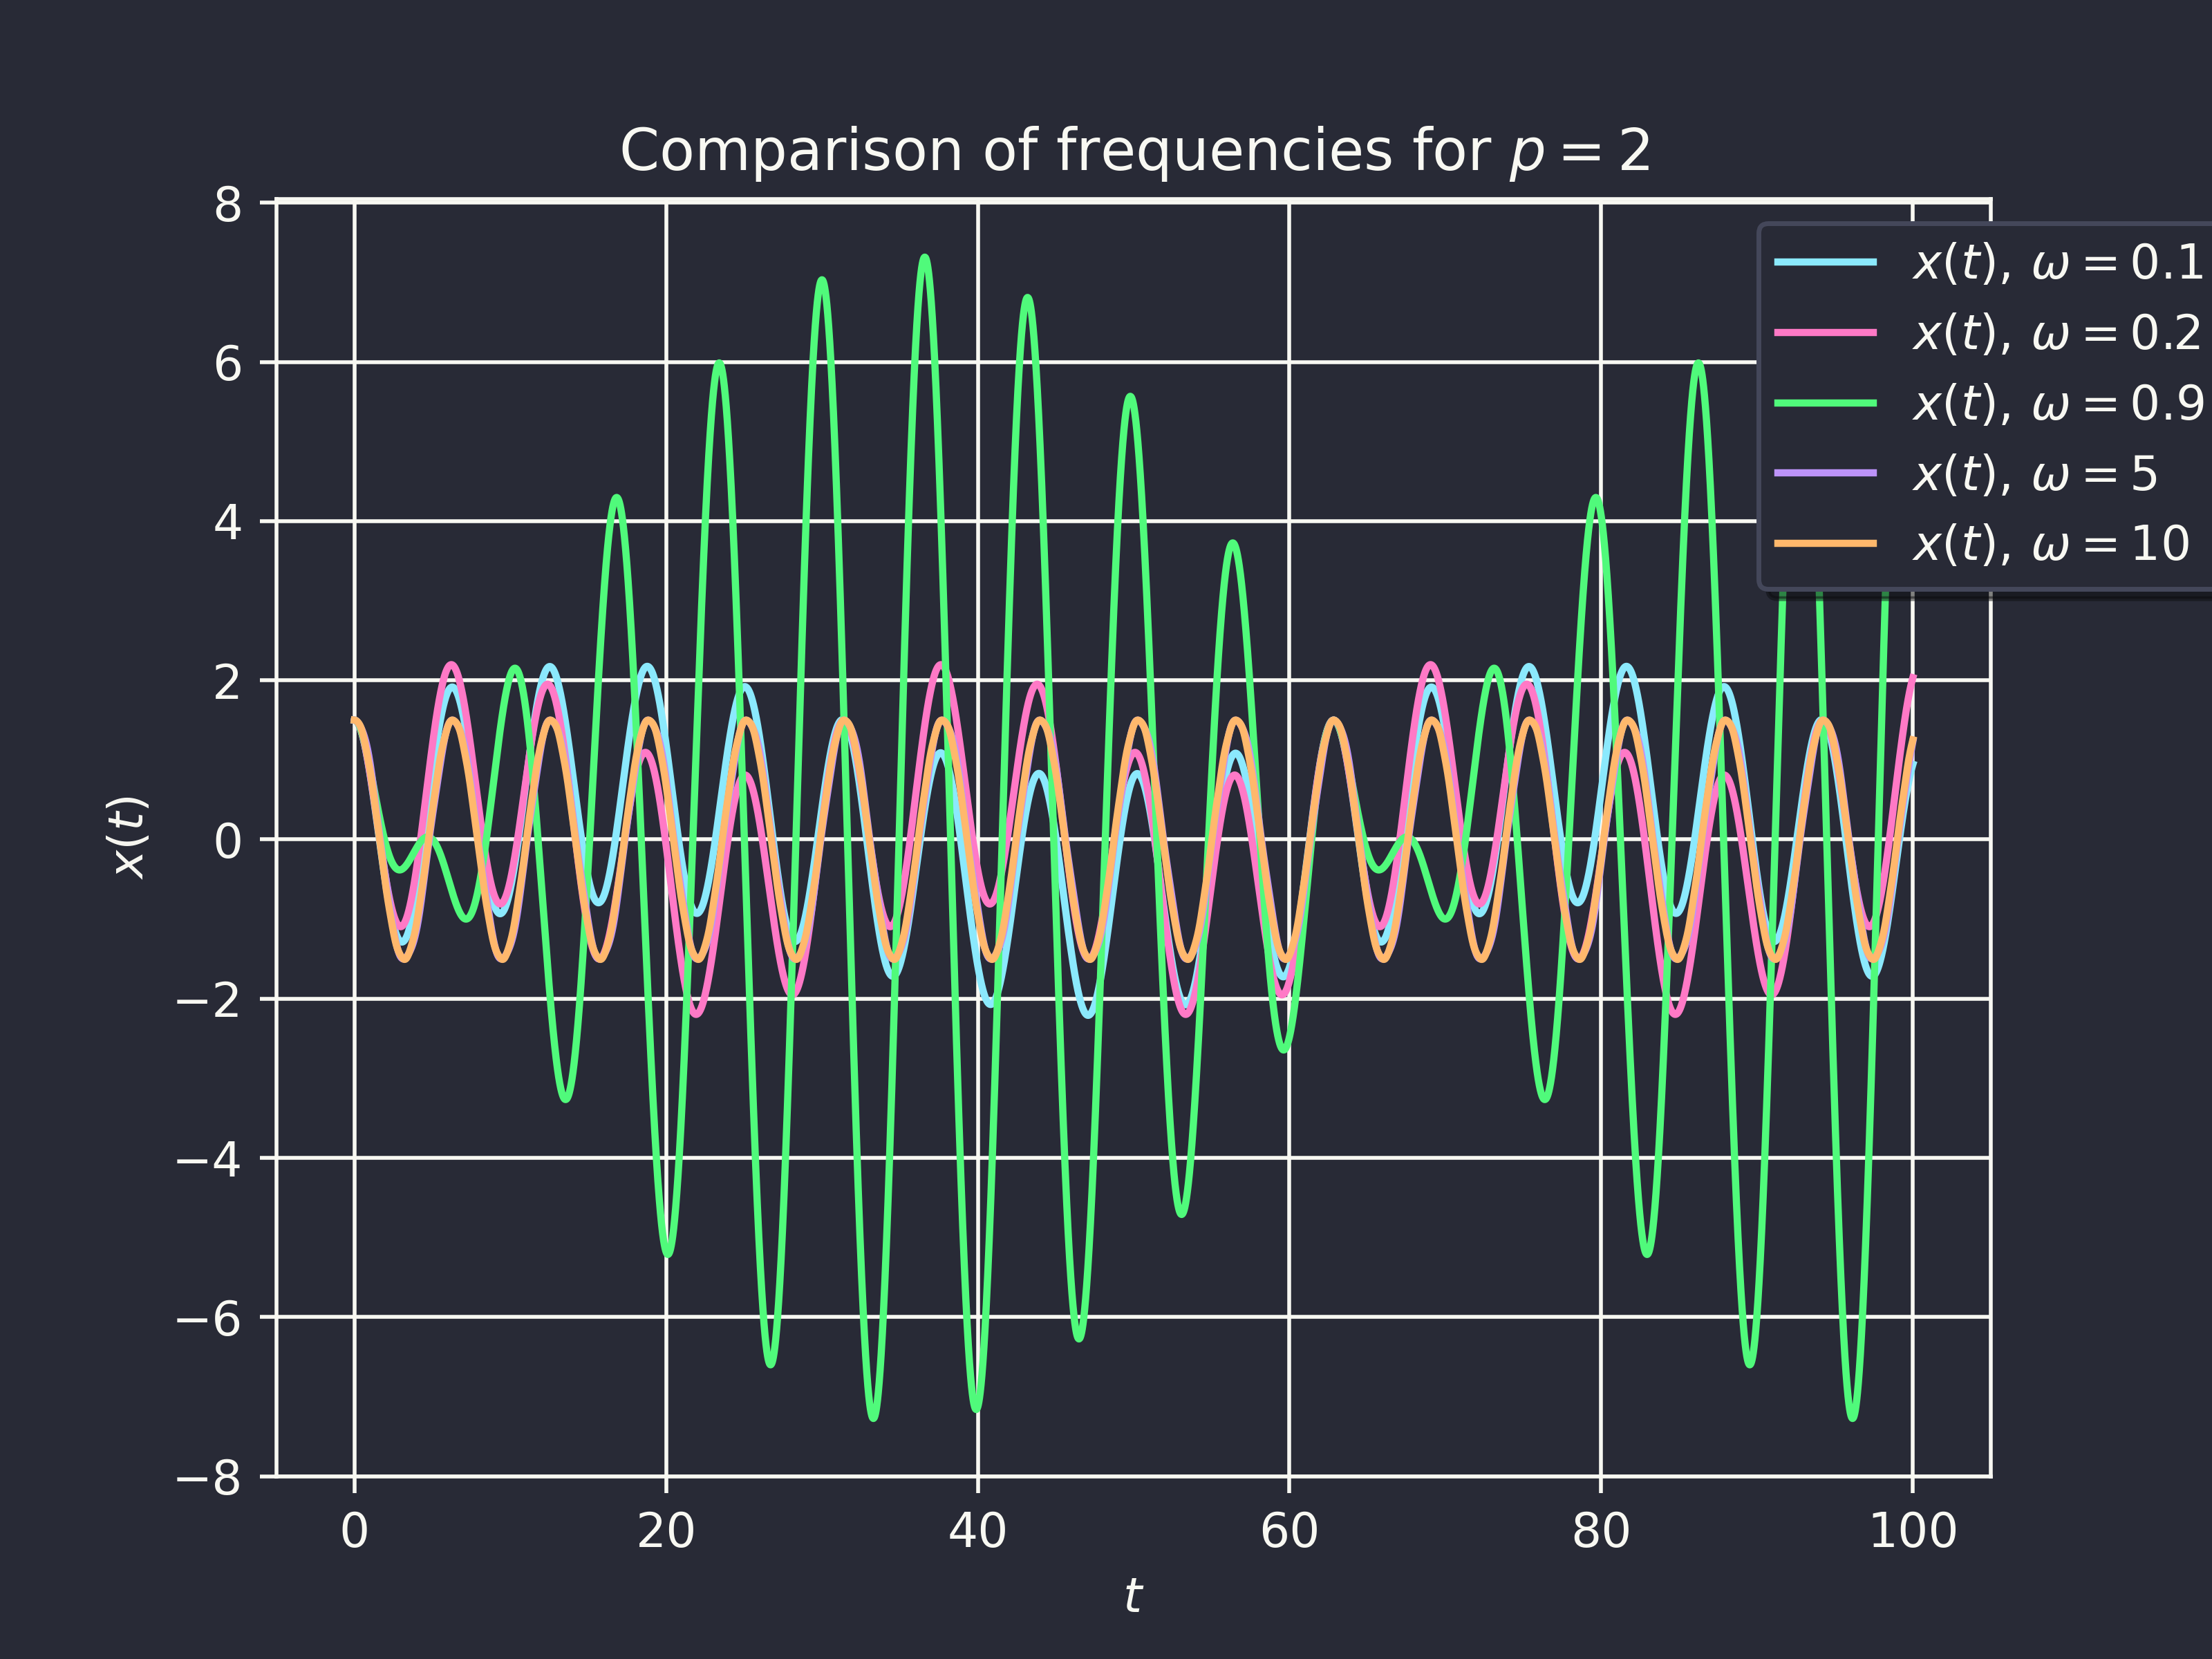 Comparison of frequencies for p = 2
8
6
4
2
0
−2
−4
−6
−8
x(t)
x(t), ω = 0.1
x(t), ω = 0.2
x(t), ω = 0.9
x(t), ω = 5
x(t), ω = 10
0 20 40 60 80 100
t